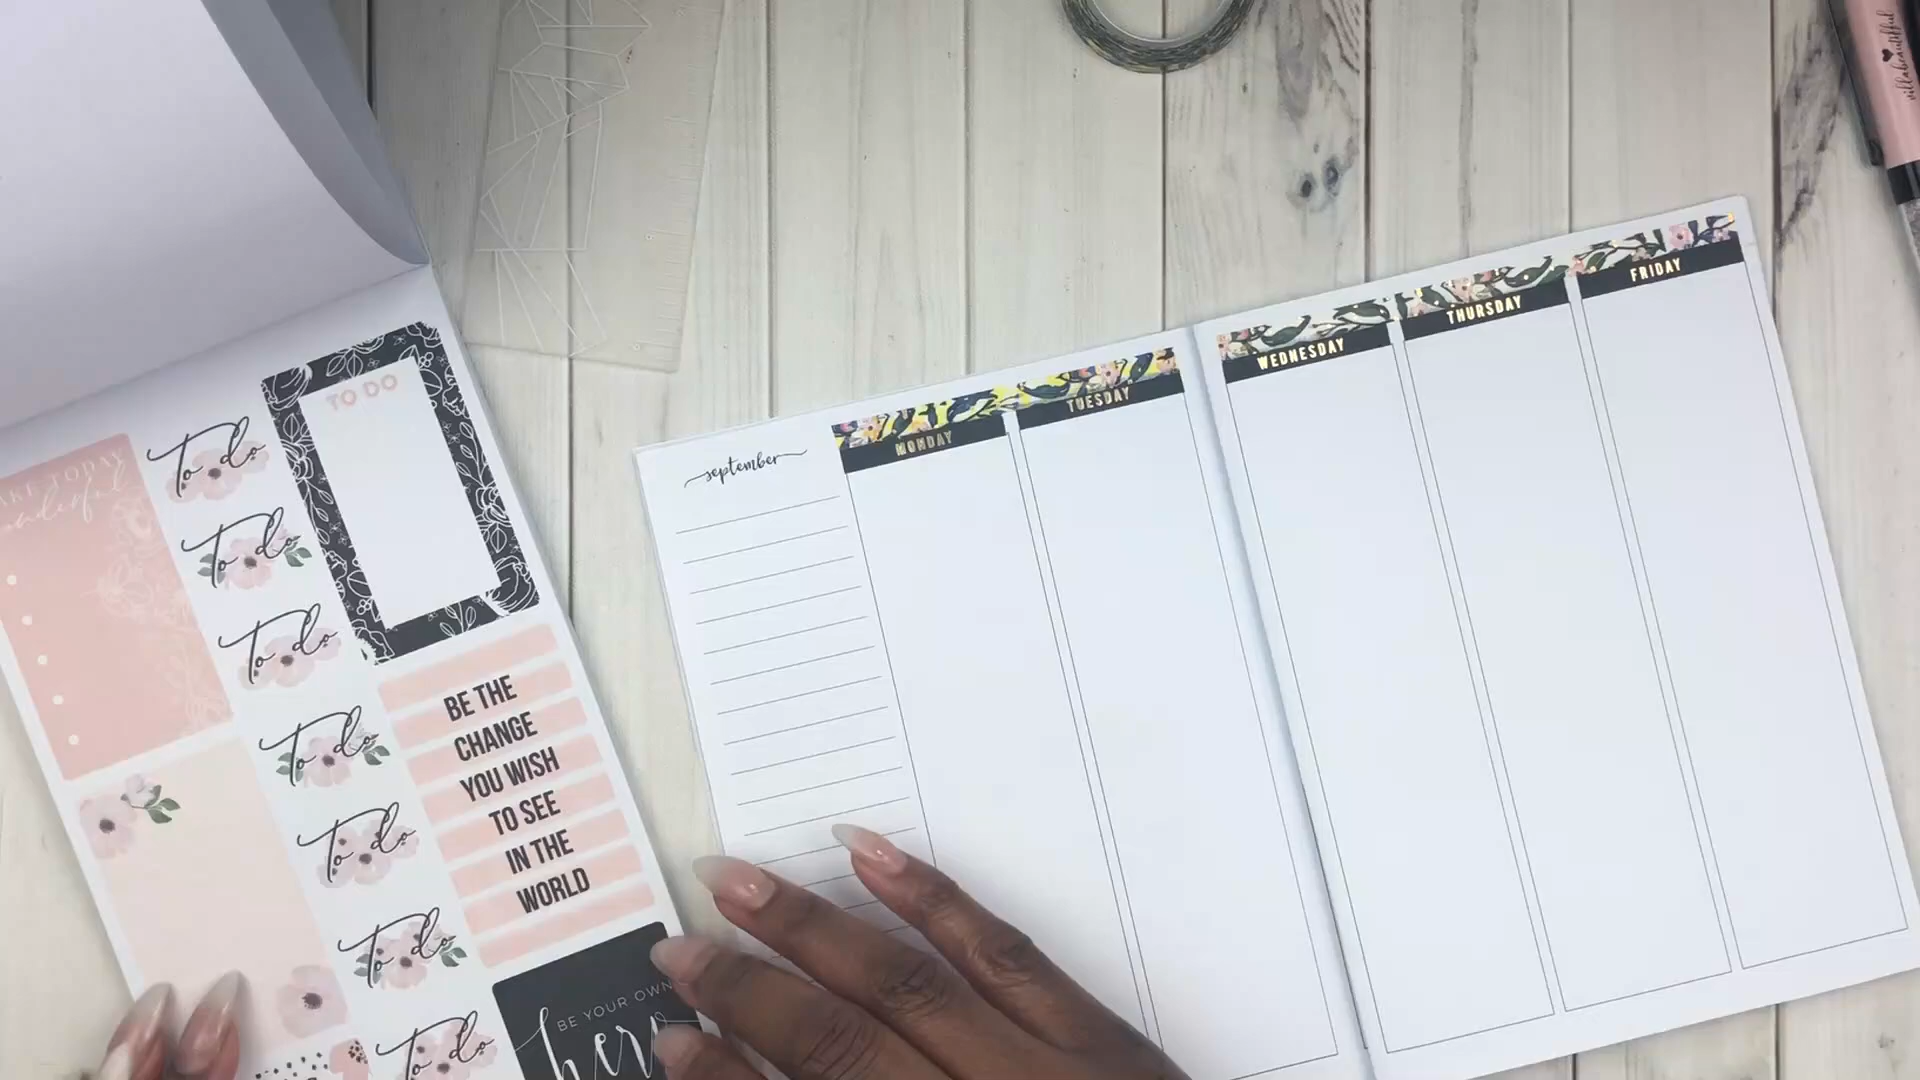 villabeautifful
TO DO
To do
To do
To do
To do
To do
To do
To do
BE THE
CHANGE
YOU WISH
TO SEE
IN THE
WORLD
BE YOUR OWN
september
MONDAY
TUESDAY
WEDNESDAY
THURSDAY
FRIDAY